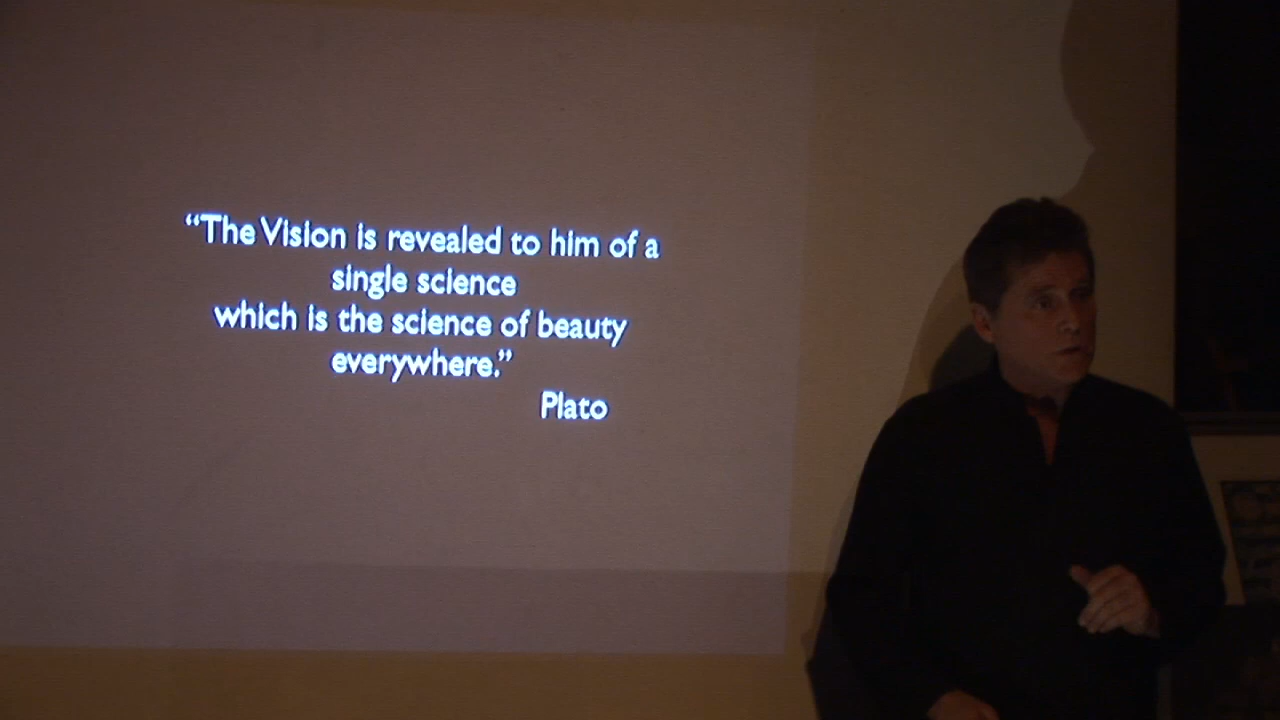 “The Vision is revealed to him of a
single science
which is the science of beauty
everywhere.”
Plato